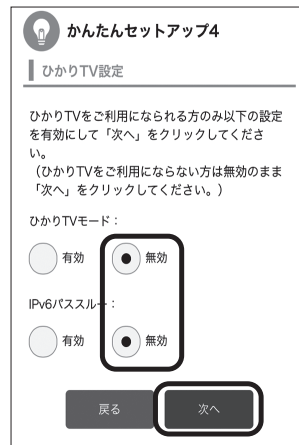 かんたんセットアップ4
ひかりTV設定
ひかりTVをご利用になられる方のみ以下の設定
を有効にして「次へ」をクリックしてくださ
い。
（ひかりTVをご利用にならない方は無効のまま
「次へ」をクリックしてください。）
ひかりTVモード：
有効 無効
IPv6パススルー：
有効 無効
戻る 次へ